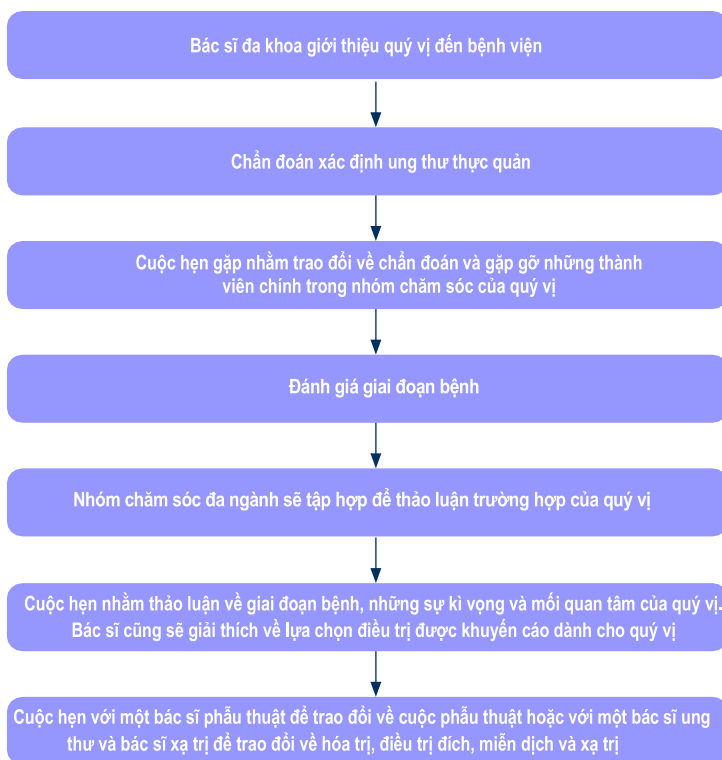 Bác sĩ đa khoa giới thiệu quý vị đến bệnh viện
Chẩn đoán xác định ung thư thực quản
Cuộc hẹn gặp nhằm trao đổi về chẩn đoán và gặp gỡ những thành
viên chính trong nhóm chăm sóc của quý vị
Đánh giá giai đoạn bệnh
Nhóm chăm sóc đa ngành sẽ tập hợp để thảo luận trường hợp của quý vị
Cuộc hẹn nhằm thảo luận về giai đoạn bệnh, những sự kì vọng và mối quan tâm của quý vị.
Bác sĩ cũng sẽ giải thích về lựa chọn điều trị được khuyến cáo dành cho quý vị
Cuộc hẹn với một bác sĩ phẫu thuật để trao đổi về cuộc phẫu thuật hoặc với một bác sĩ ung
thư và bác sĩ xạ trị để trao đổi về hóa trị, điều trị đích, miễn dịch và xạ trị